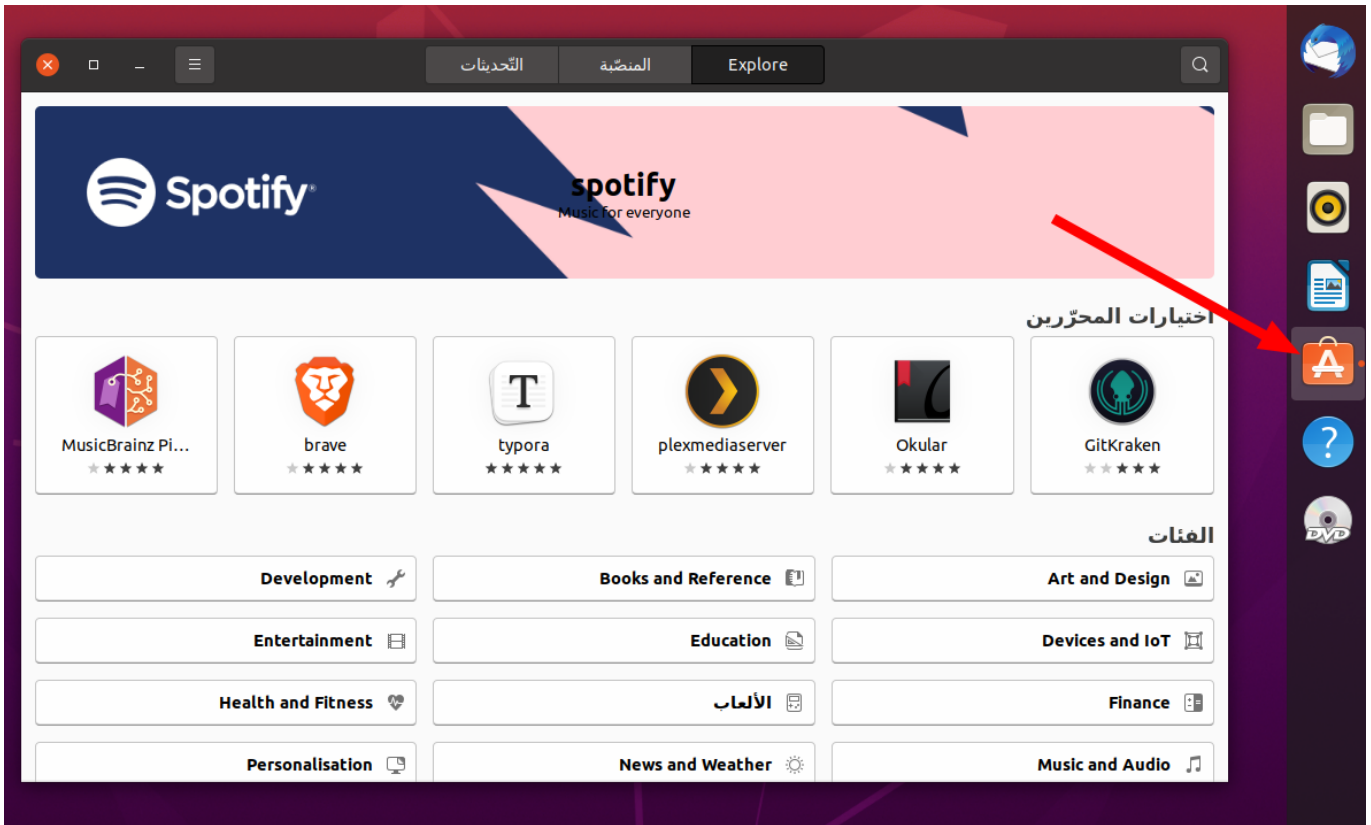 Explore
المنصّبة
التّحديثات
Spotify®
spotify
Music for everyone
اختيارات المحرّرين
GitKraken
Okular
plexmediaserver
T
typora
brave
MusicBrainz Pi...
الفئات
Art and Design
Books and Reference
Development
Devices and IoT
Education
Entertainment
Finance
الألعاب
Health and Fitness
Music and Audio
News and Weather
Personalisation
A
?
DVD